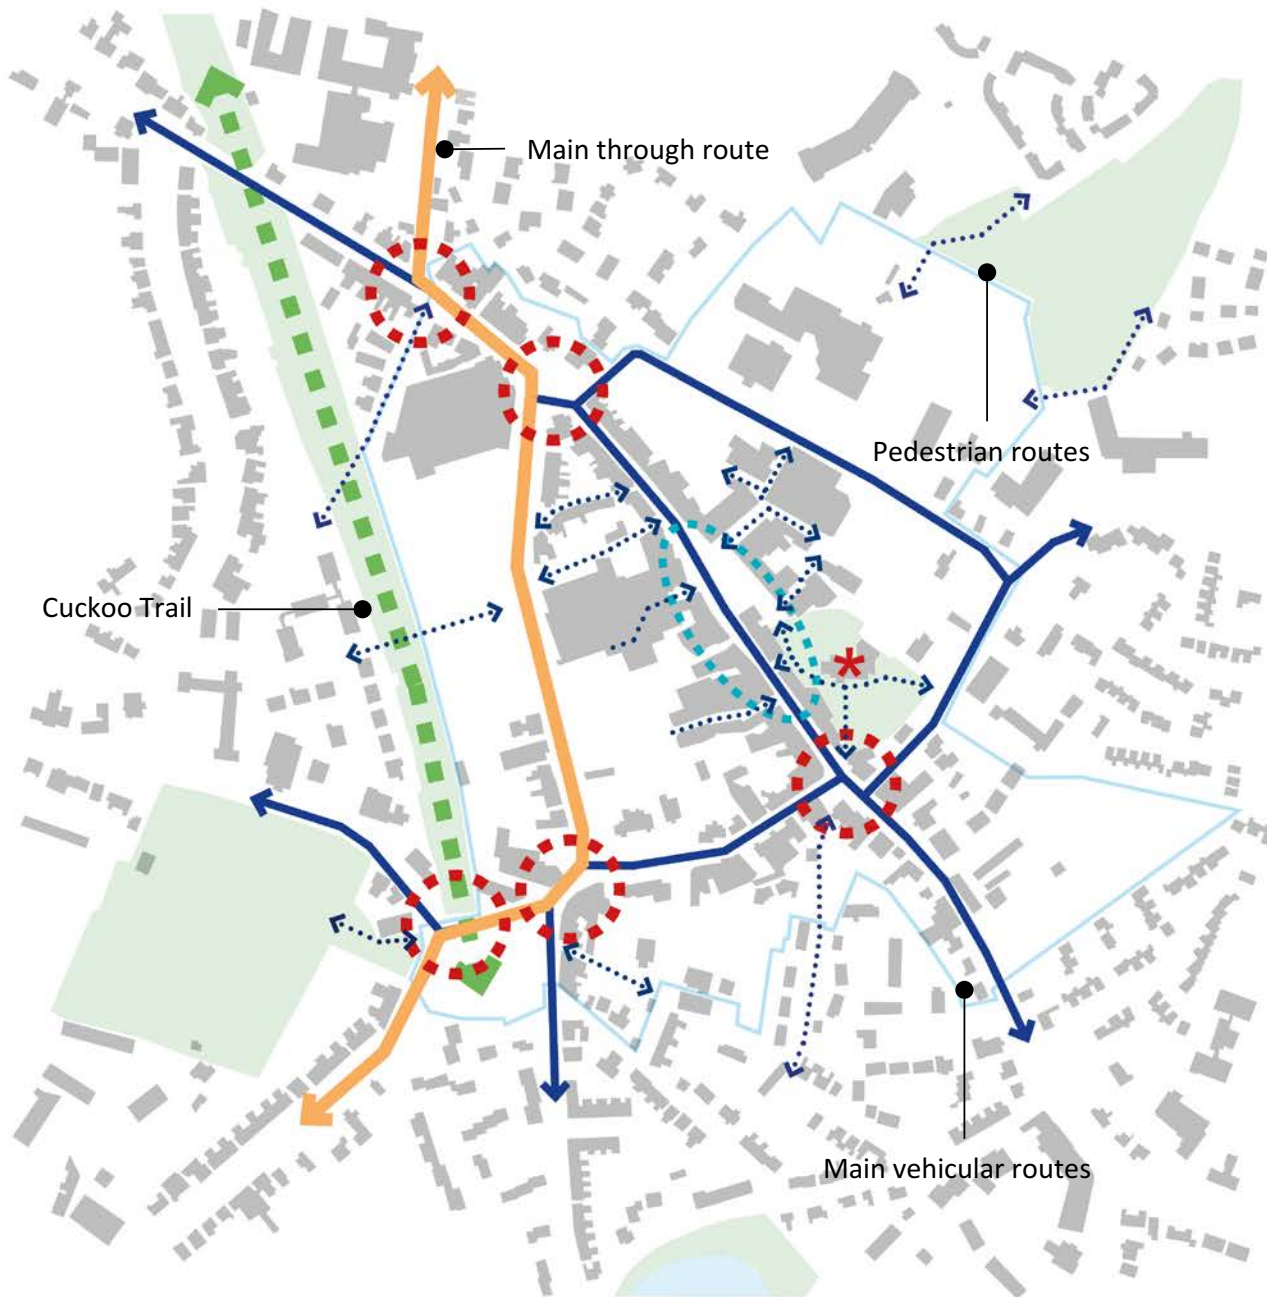 Main through route
Pedestrian routes
Cuckoo Trail
Main vehicular routes